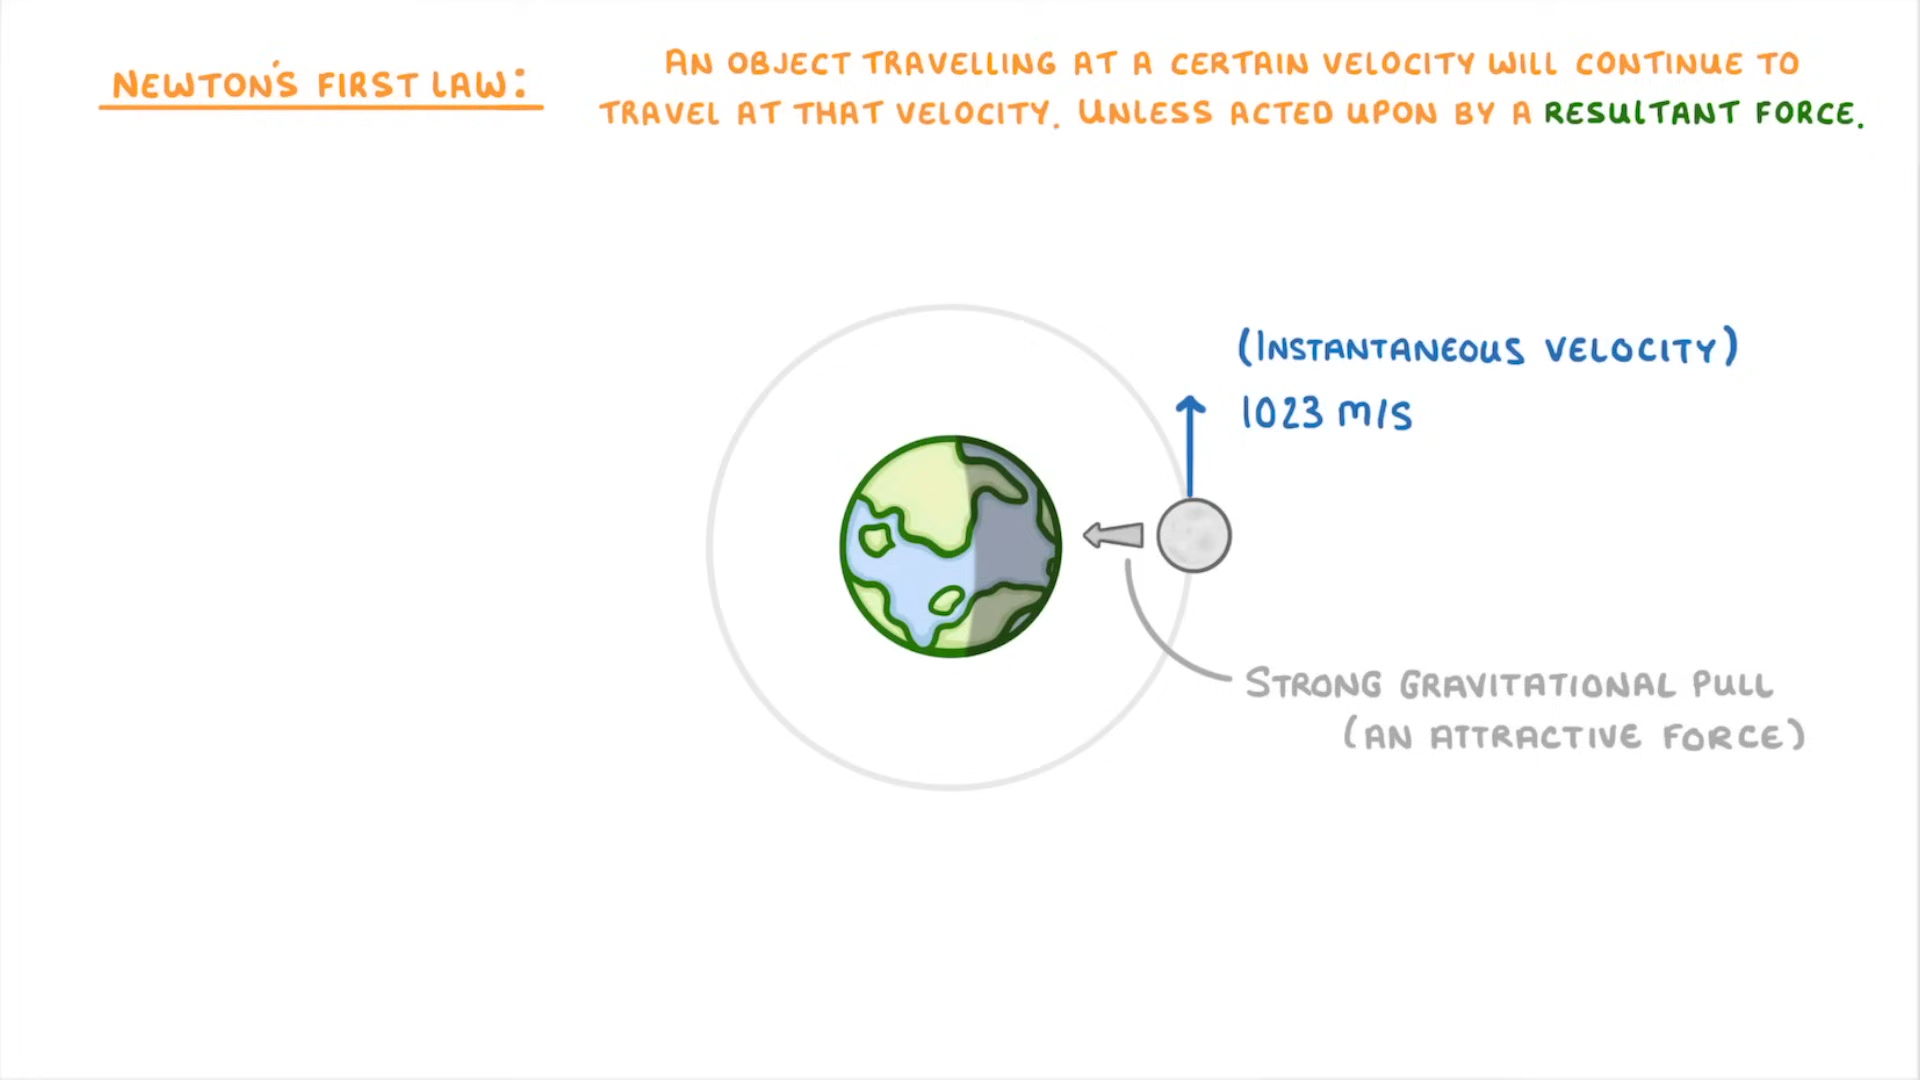 NEWTON'S FIRST LAW:
AN OBJECT TRAVELLING AT A CERTAIN VELOCITY WILL CONTINUE TO
TRAVEL AT THAT VELOCITY. UNLESS ACTED UPON BY A RESULTANT FORCE.
(INSTANTANEOUS VELOCITY)
1023 m/s
STRONG GRAVITATIONAL PULL
(AN ATTRACTIVE FORCE)